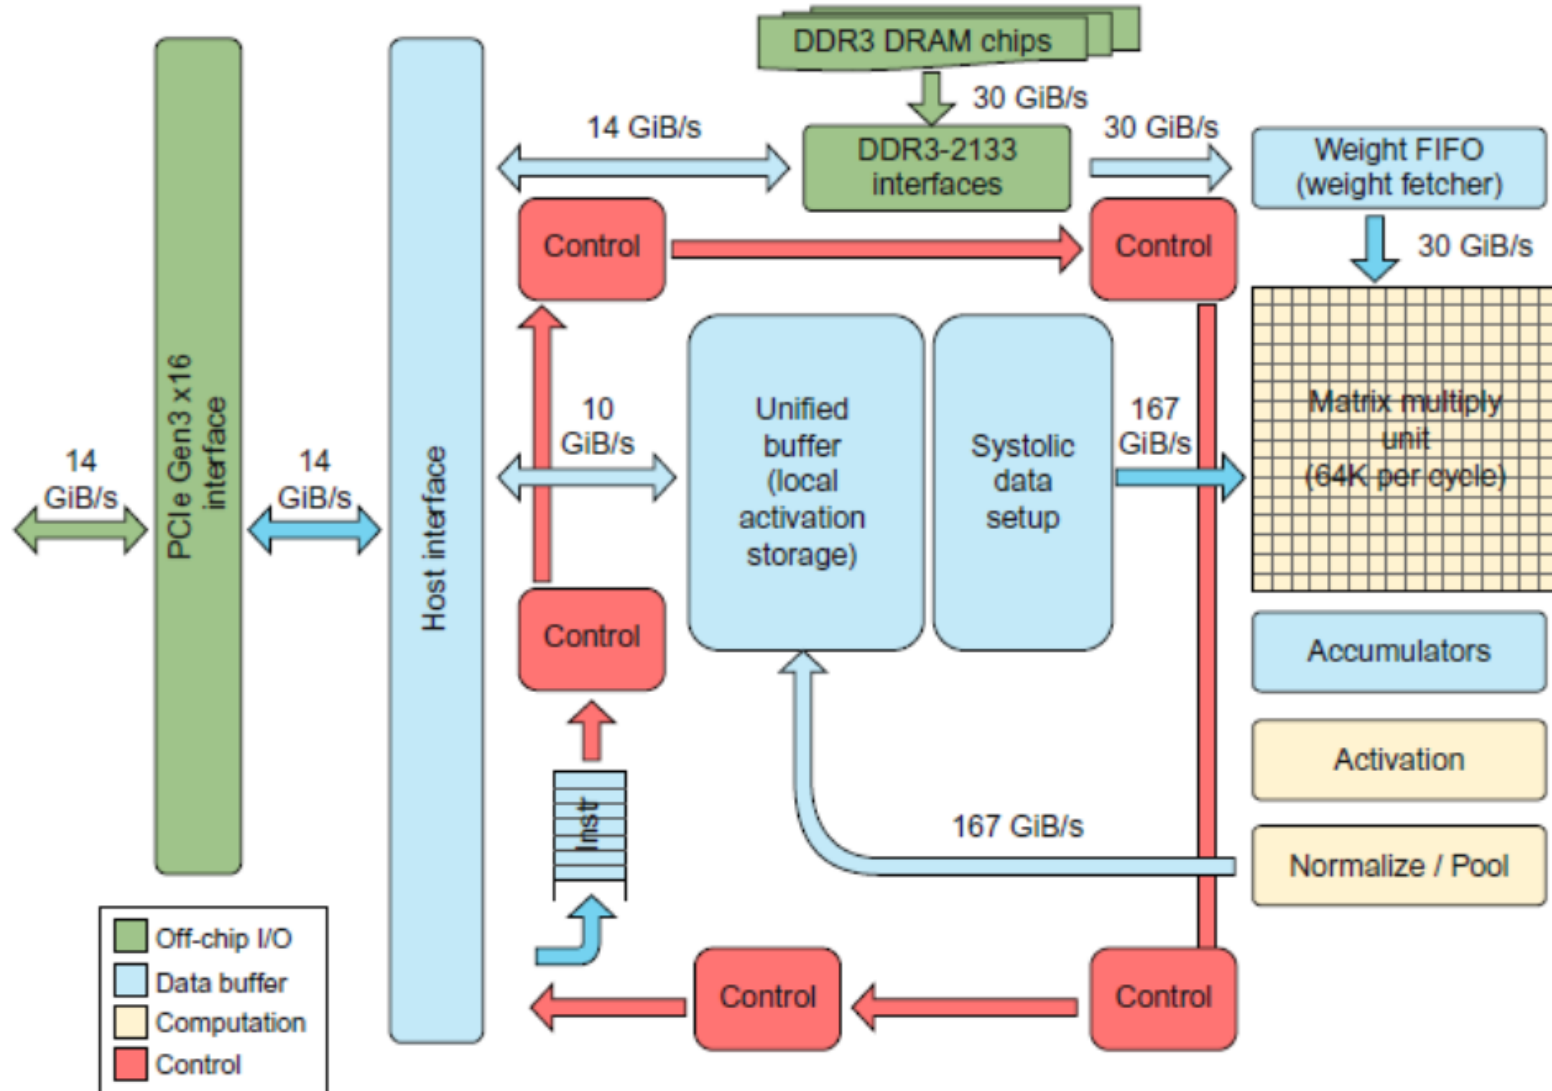 DDR3 DRAM chips
30 GiB/s
14 GiB/s
DDR3-2133
interfaces
30 GiB/s
Weight FIFO
(weight fetcher)
30 GiB/s
Control
Control
PCIe Gen3 x16
interface
14
GiB/s
14
GiB/s
Host interface
10
GiB/s
Unified
buffer
(local
activation
storage)
Systolic
data
setup
167
GiB/s
Matrix multiply
unit
(64K per cycle)
Control
Accumulators
Activation
Instr
167 GiB/s
Normalize / Pool
Off-chip I/O
Data buffer
Computation
Control
Control
Control